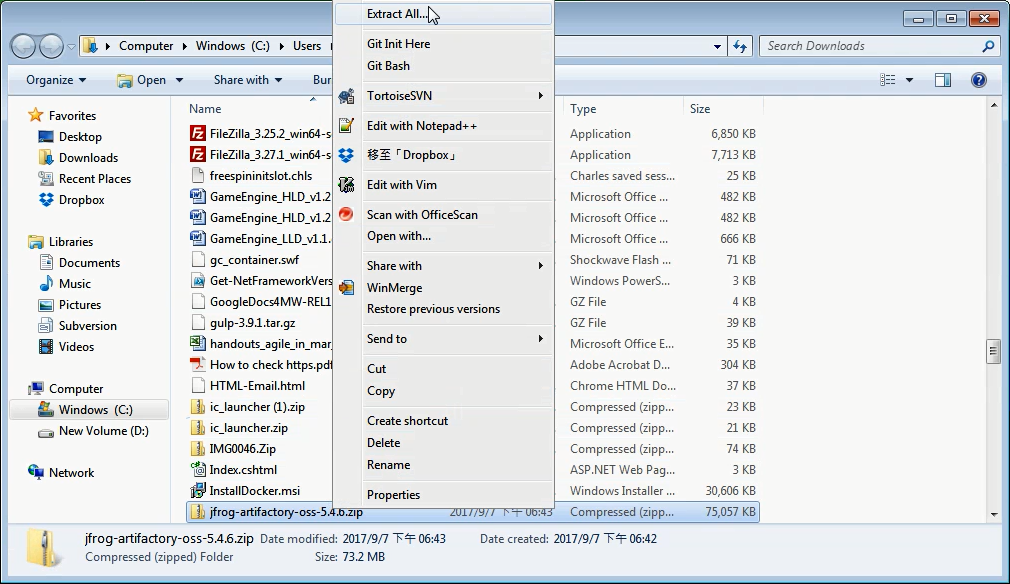 Extract All...
Computer Windows (C:) Users
Search Downloads
Organize Open Share with Bur
Git Init Here
Git Bash
TortoiseSVN
Edit with Notepad++
移至「Dropbox」
Edit with Vim
Scan with OfficeScan
Open with...
Share with
WinMerge
Restore previous versions
Send to
Cut
Copy
Create shortcut
Delete
Rename
Properties
Favorites
Desktop
Downloads
Recent Places
Dropbox
Libraries
Documents
Music
Pictures
Subversion
Videos
Computer
Windows (C:)
New Volume (D:)
Network
Name Type Size
FileZilla_3.25.2_win64-s Application 6,850 KB
FileZilla_3.27.1_win64-s Application 7,713 KB
freespininitslot.chls Charles saved sess... 25 KB
GameEngine_HLD_v1.2 Microsoft Office ... 482 KB
GameEngine_HLD_v1.2 Microsoft Office ... 482 KB
GameEngine_LLD_v1.1. Microsoft Office ... 666 KB
gc_container.swf Shockwave Flash ... 71 KB
Get-NetFrameworkVers Windows PowerS... 3 KB
GoogleDocs4MW-REL1 GZ File 4 KB
gulp-3.9.1.tar.gz GZ File 39 KB
handouts_agile_in_mar Microsoft Office E... 35 KB
How to check https.pdf Adobe Acrobat D... 304 KB
HTML-Email.html Chrome HTML Do... 37 KB
ic_launcher (1).zip Compressed (zipp... 23 KB
ic_launcher.zip Compressed (zipp... 21 KB
IMG0046.Zip Compressed (zipp... 74 KB
Index.cshtml ASP.NET Web Pag... 3 KB
InstallDocker.msi Windows Installer ... 30,606 KB
jfrog-artifactory-oss-5.4.6.zip 2017/9/7 下午 06:43 Compressed (zipp... 75,057 KB
jfrog-artifactory-oss-5.4.6.zip Date modified: 2017/9/7 下午 06:43 Date created: 2017/9/7 下午 06:42
Compressed (zipped) Folder Size: 73.2 MB